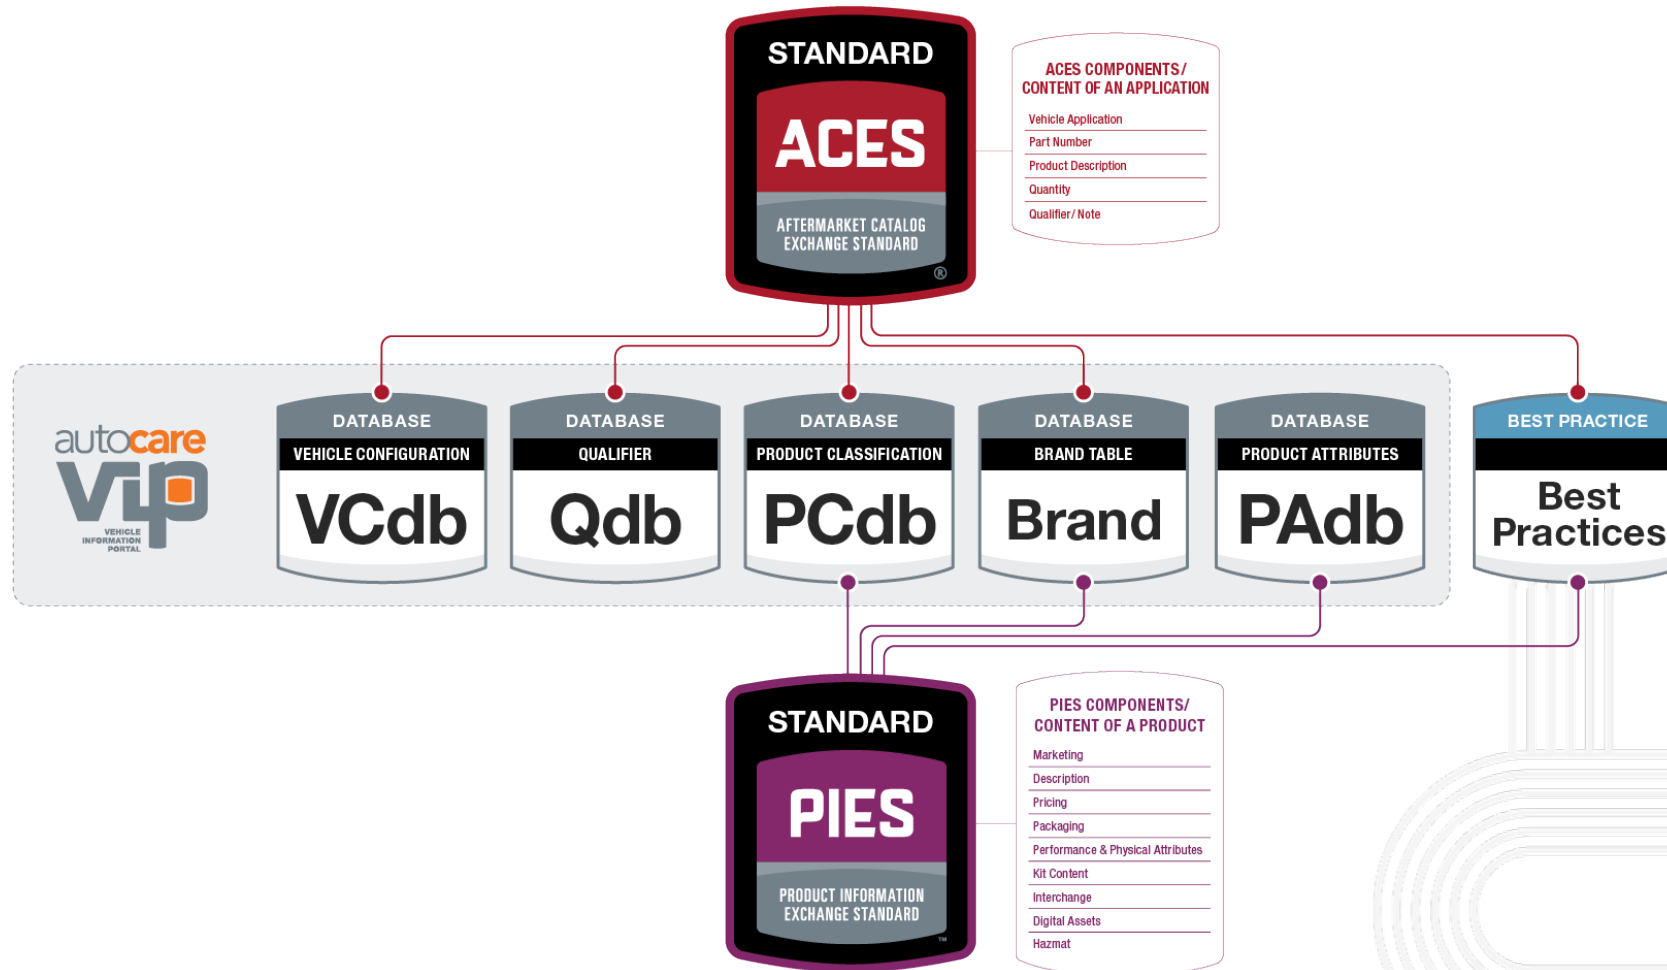 STANDARD
ACES
AFTERMARKET CATALOG
EXCHANGE STANDARD
®
ACES COMPONENTS/
CONTENT OF AN APPLICATION
Vehicle Application
Part Number
Product Description
Quantity
Qualifier/ Note
autocare
vip
VEHICLE
INFORMATION
PORTAL
DATABASE
VEHICLE CONFIGURATION
VCdb
DATABASE
QUALIFIER
Qdb
DATABASE
PRODUCT CLASSIFICATION
PCdb
DATABASE
BRAND TABLE
Brand
DATABASE
PRODUCT ATTRIBUTES
PAdb
BEST PRACTICE
Best
Practices
STANDARD
PIES
PRODUCT INFORMATION
EXCHANGE STANDARD
™
PIES COMPONENTS/
CONTENT OF A PRODUCT
Marketing
Description
Pricing
Packaging
Performance & Physical Attributes
Kit Content
Interchange
Digital Assets
Hazmat